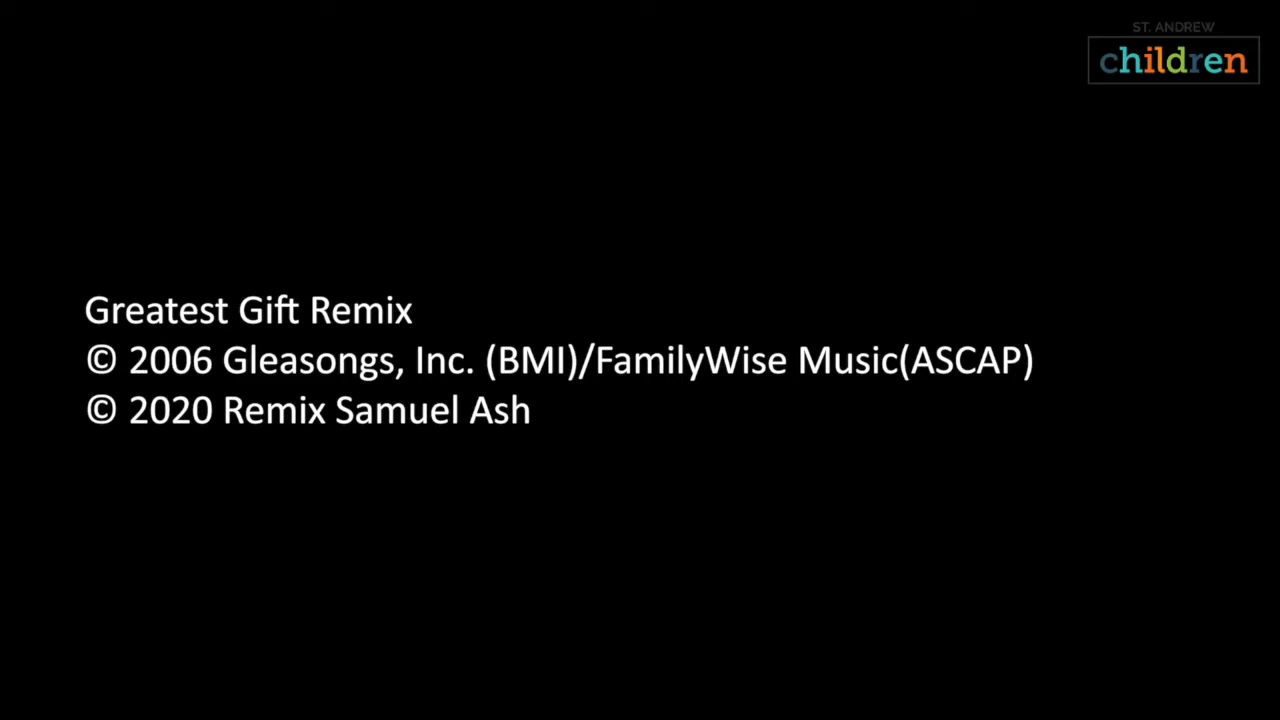 ST. ANDREW
children
Greatest Gift Remix
© 2006 Gleasongs, Inc. (BMI)/FamilyWise Music(ASCAP)
© 2020 Remix Samuel Ash